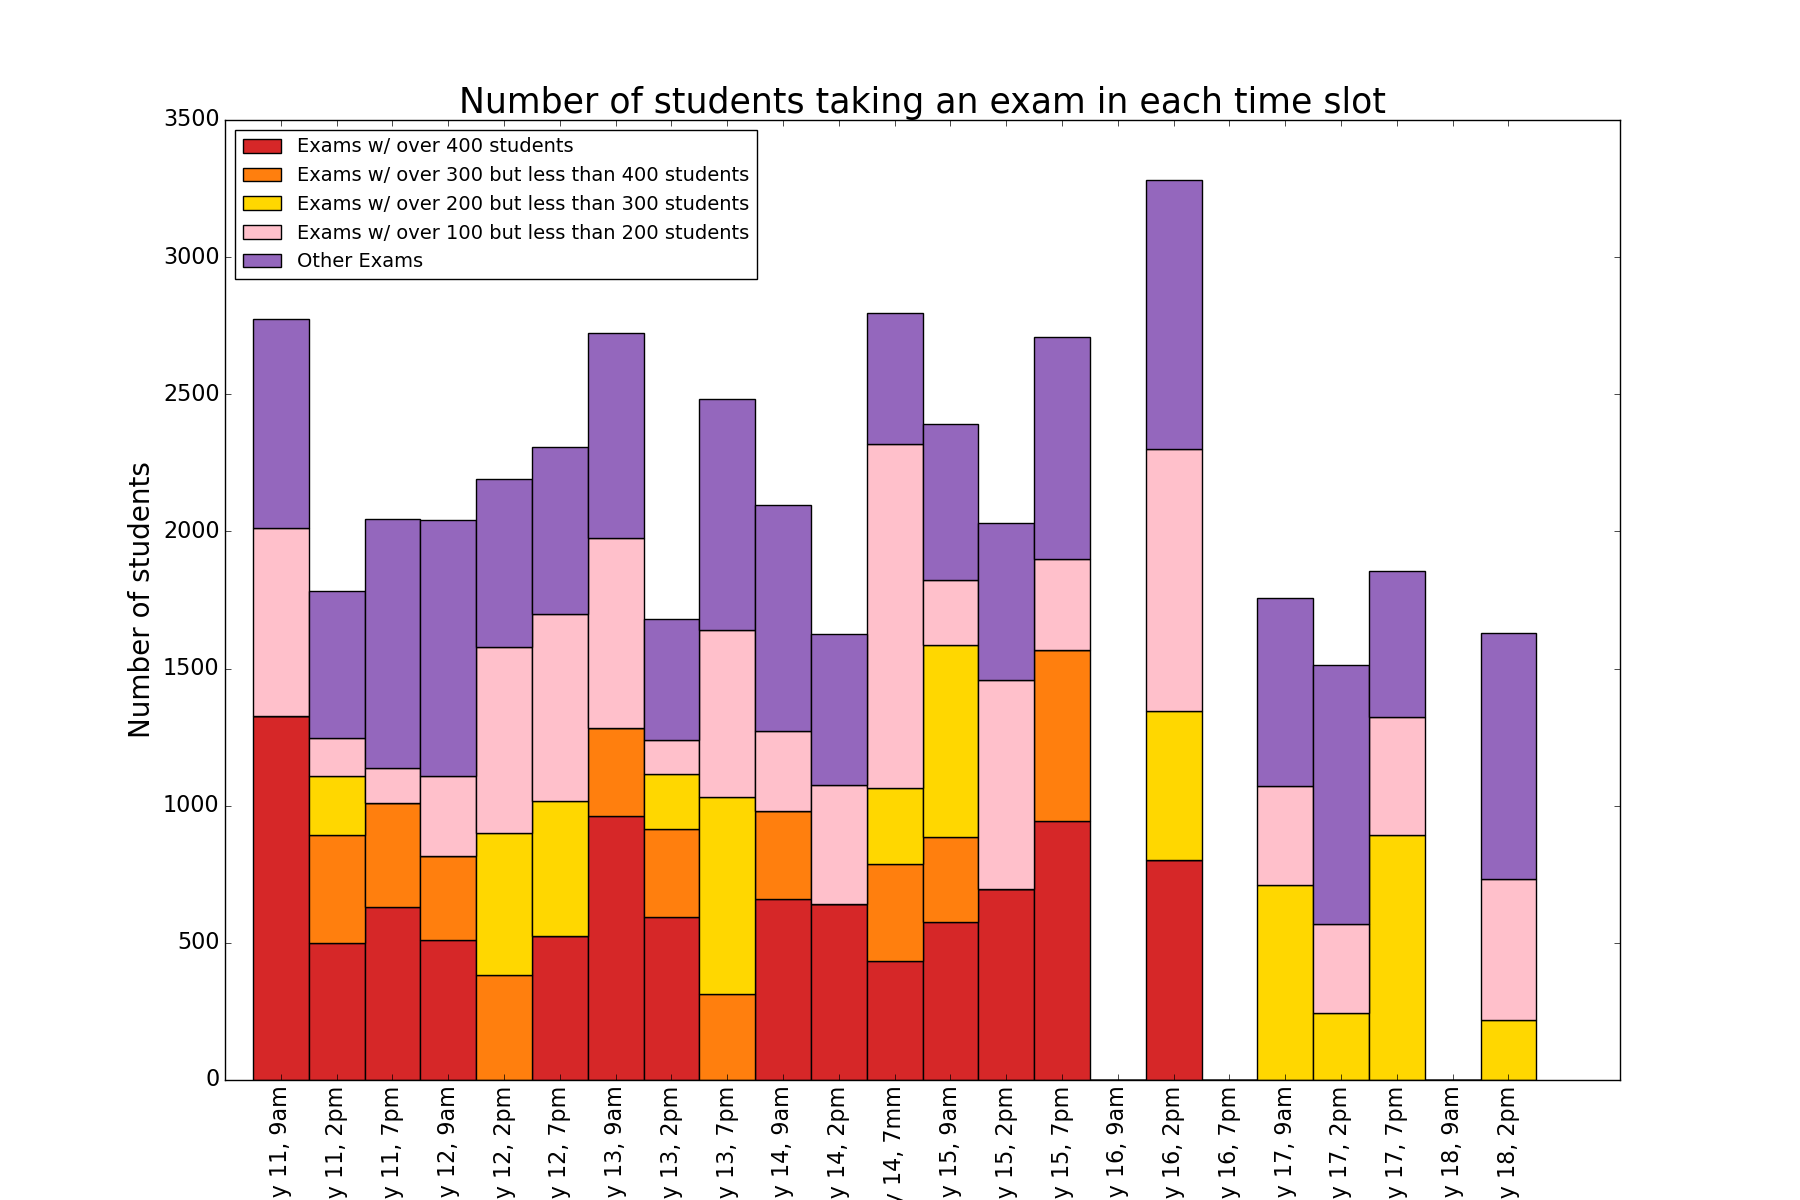 Number of students taking an exam in each time slot
Exams w/ over 400 students
Exams w/ over 300 but less than 400 students
Exams w/ over 200 but less than 300 students
Exams w/ over 100 but less than 200 students
Other Exams
3500
3000
2500
2000
1500
1000
500
0
Number of students
y 11, 9am
y 11, 2pm
y 11, 7pm
y 12, 9am
y 12, 2pm
y 12, 7pm
y 13, 9am
y 13, 2pm
y 13, 7pm
y 14, 9am
y 14, 2pm
y 14, 7mm
y 15, 9am
y 15, 2pm
y 15, 7pm
y 16, 9am
y 16, 2pm
y 16, 7pm
y 17, 9am
y 17, 2pm
y 17, 7pm
y 18, 9am
y 18, 2pm